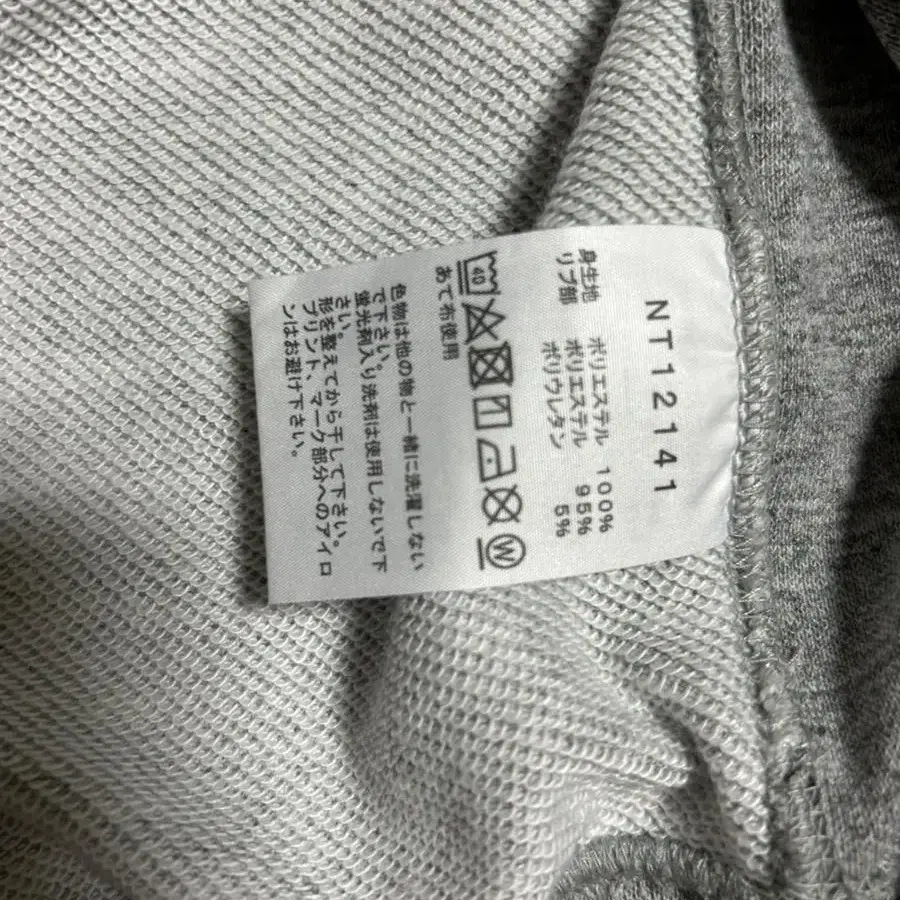 NT12141
身生地 ポリエステル 100%
リブ部 ポリエステル 95%
ポリウレタン 5%
40 W
あて布使用
色物は他の物と一緒に洗濯しない
で下さい。
蛍光剤入り洗剤は使用しないで下
さい。
形を整えてから干して下さい。
プリント、マーク部分へのアイロ
ンはお避け下さい。